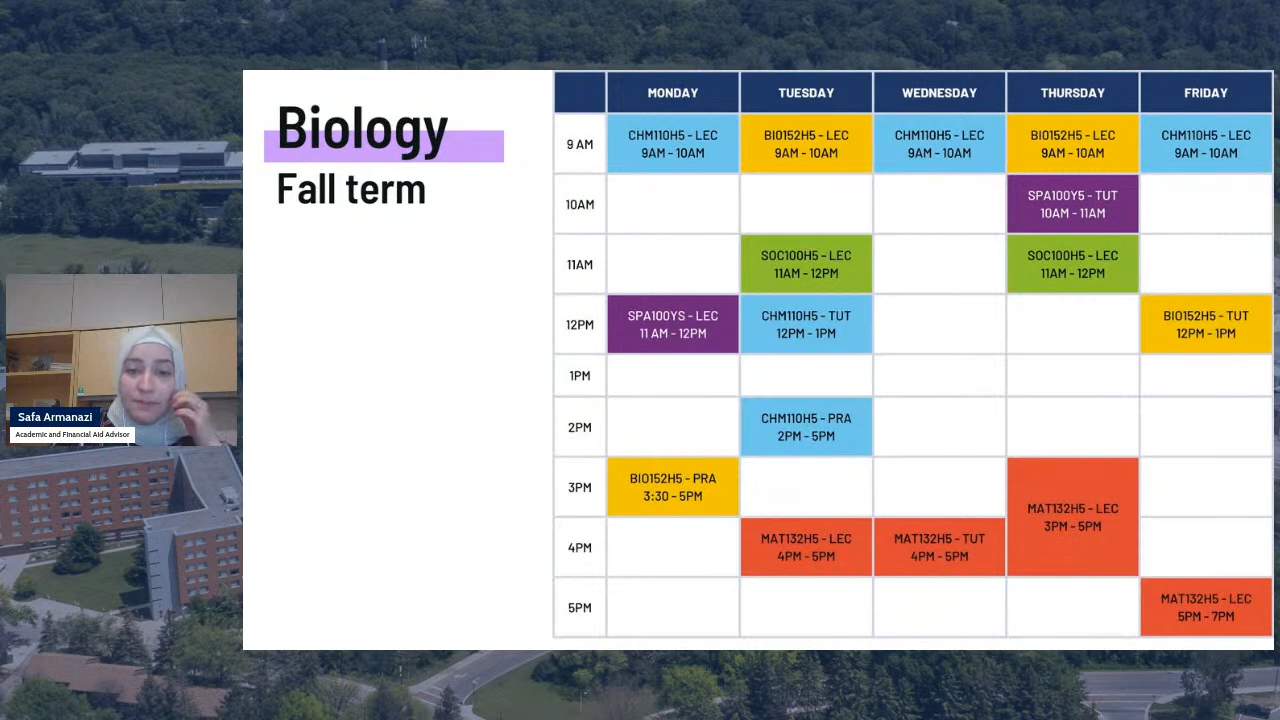 Biology
Fall term
MONDAY TUESDAY WEDNESDAY THURSDAY FRIDAY
9 AM
CHM110H5 - LEC
9AM - 10AM
BIO152H5 - LEC
9AM - 10AM
CHM110H5 - LEC
9AM - 10AM
BIO152H5 - LEC
9AM - 10AM
CHM110H5 - LEC
9AM - 10AM
10AM
SPA100Y5 - TUT
10AM - 11AM
11AM
SOC100H5 - LEC
11AM - 12PM
SOC100H5 - LEC
11AM - 12PM
12PM
SPA100YS - LEC
11 AM - 12PM
CHM110H5 - TUT
12PM - 1PM
BIO152H5 - TUT
12PM - 1PM
1PM
2PM
CHM110H5 - PRA
2PM - 5PM
3PM
BIO152H5 - PRA
3:30 - 5PM
MAT132H5 - LEC
3PM - 5PM
4PM
MAT132H5 - LEC
4PM - 5PM
MAT132H5 - TUT
4PM - 5PM
5PM
MAT132H5 - LEC
5PM - 7PM
Safa Armanazi
Academic and Financial Aid Advisor